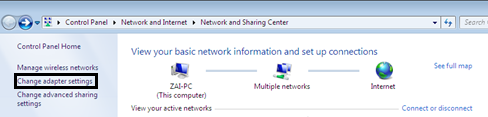 Control Panel ▸ Network and Internet ▸ Network and Sharing Center
Search
Control Panel Home
Manage wireless networks
Change adapter settings
Change advanced sharing
settings
View your basic network information and set up connections
See full map
ZAI-PC
(This computer)
Multiple networks
Internet
View your active networks
Connect or disconnect